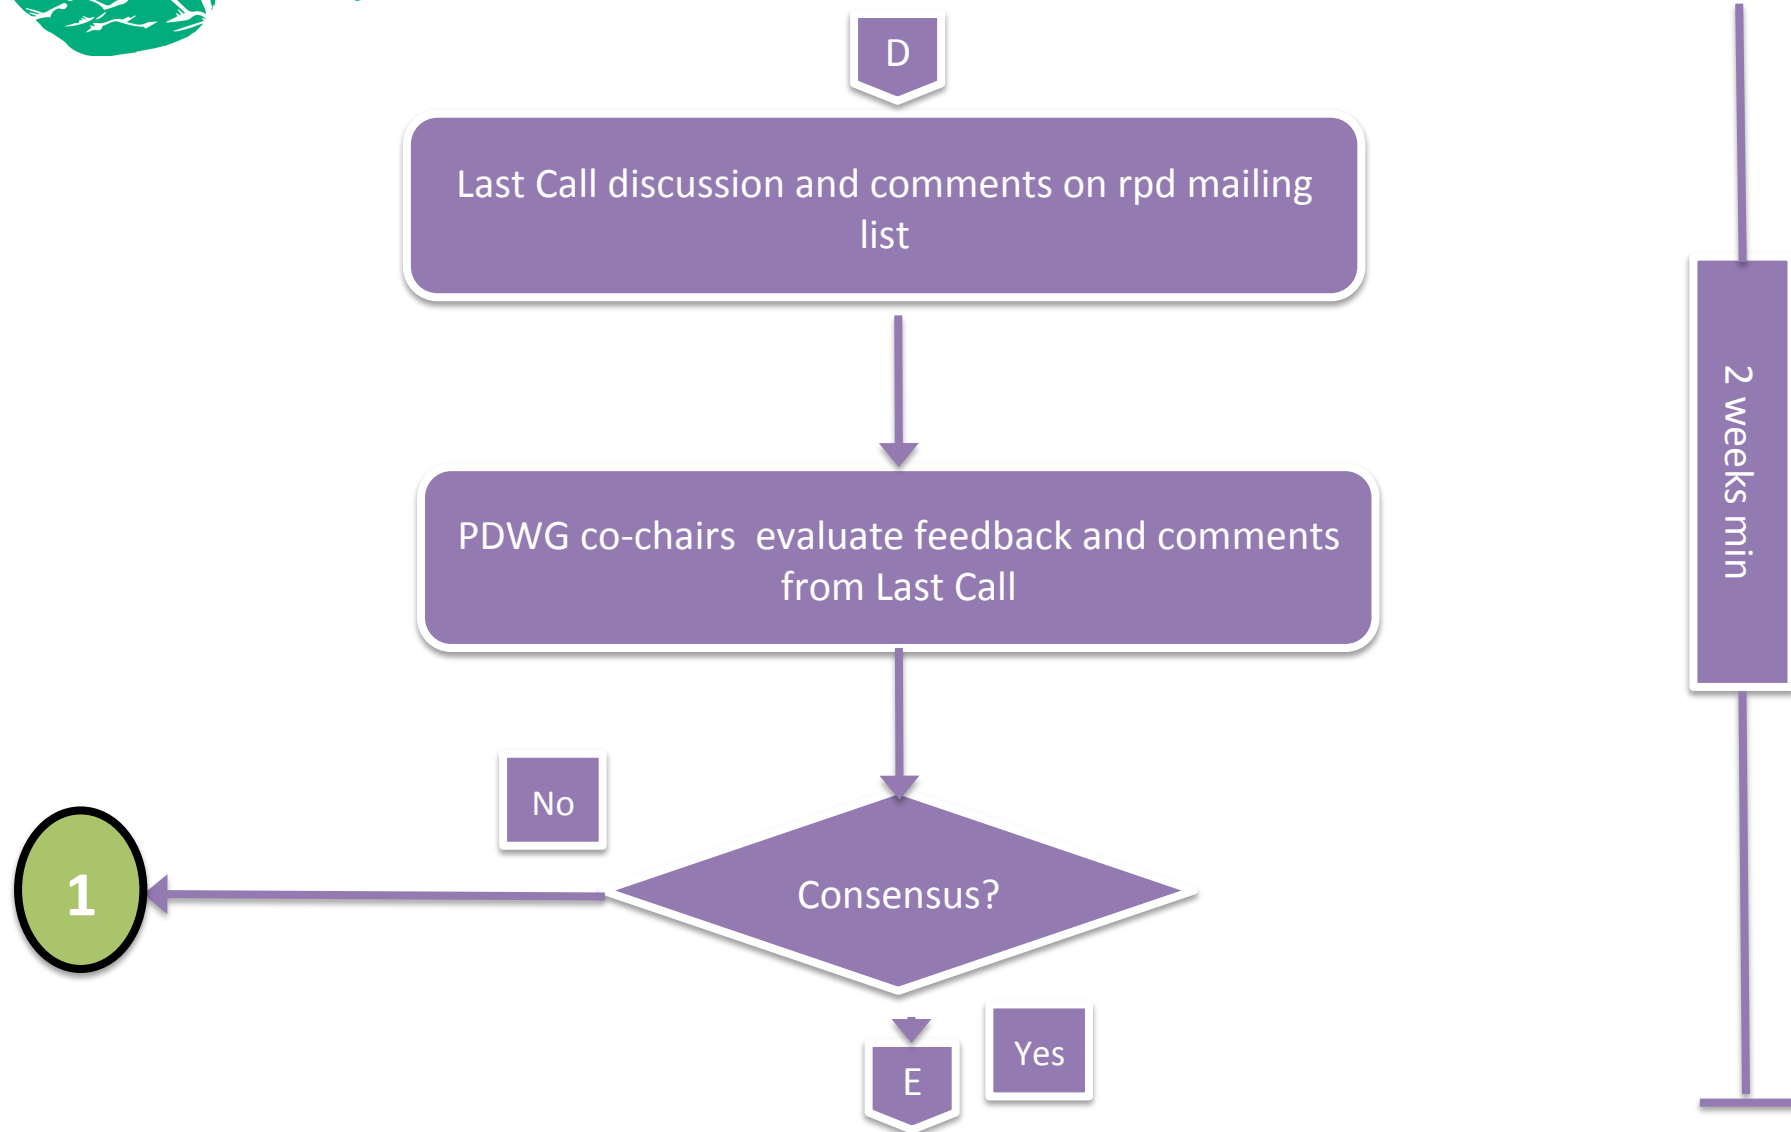 D
Last Call discussion and comments on rpd mailing
list
2 weeks min
PDWG co-chairs  evaluate feedback and comments
from Last Call
No
1
Consensus?
Yes
E